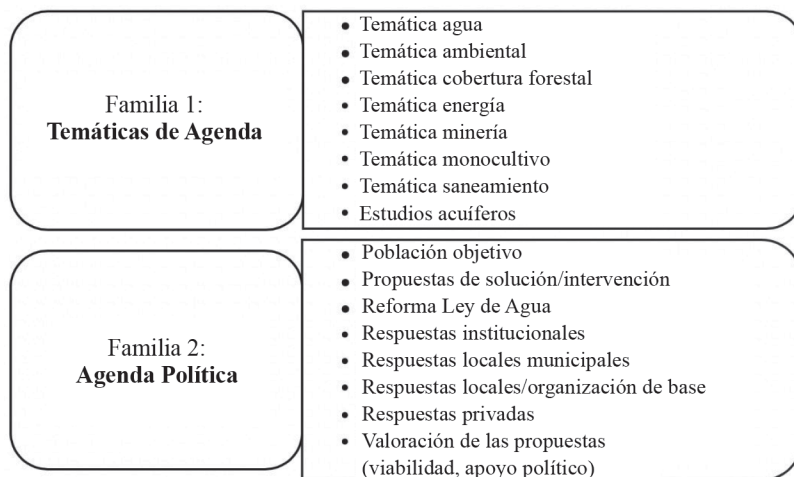 Familia 1:
Temáticas de Agenda
• Temática agua
• Temática ambiental
• Temática cobertura forestal
• Temática energía
• Temática minería
• Temática monocultivo
• Temática saneamiento
• Estudios acuíferos
Familia 2:
Agenda Política
• Población objetivo
• Propuestas de solución/intervención
• Reforma Ley de Agua
• Respuestas institucionales
• Respuestas locales municipales
• Respuestas locales/organización de base
• Respuestas privadas
• Valoración de las propuestas
(viabilidad, apoyo político)